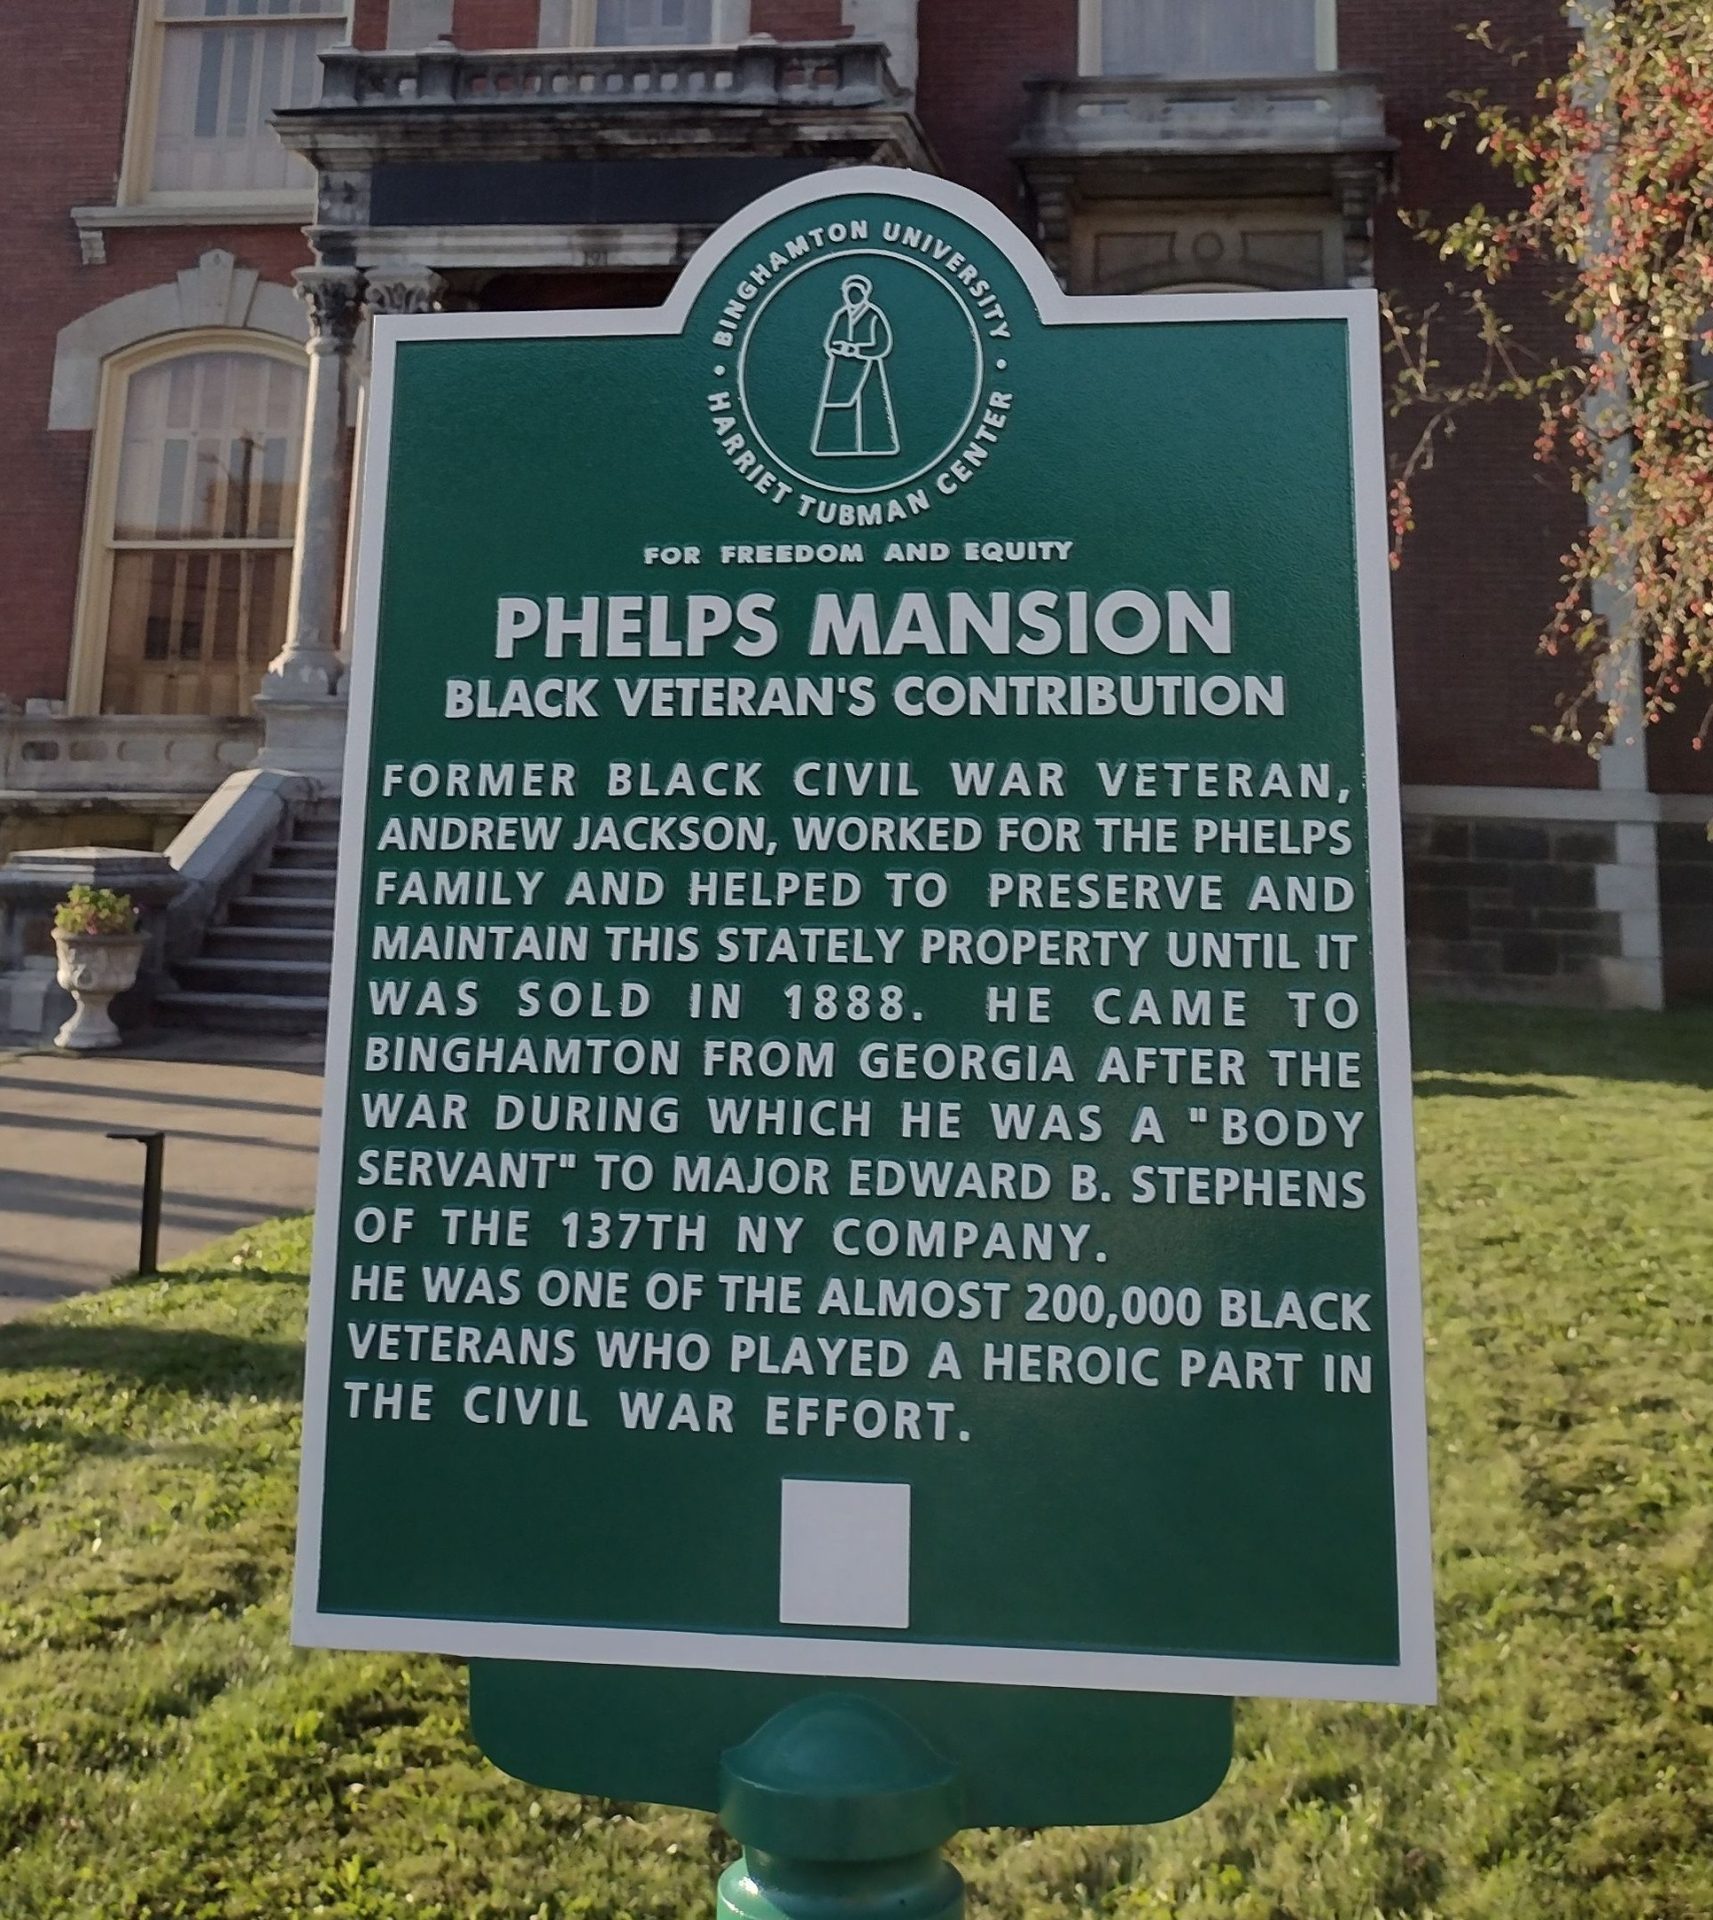 BINGHAMTON UNIVERSITY
HARRIET TUBMAN CENTER
FOR FREEDOM AND EQUITY
PHELPS MANSION
BLACK VETERAN'S CONTRIBUTION
FORMER BLACK CIVIL WAR VETERAN,
ANDREW JACKSON, WORKED FOR THE PHELPS
FAMILY AND HELPED TO PRESERVE AND
MAINTAIN THIS STATELY PROPERTY UNTIL IT
WAS SOLD IN 1888. HE CAME TO
BINGHAMTON FROM GEORGIA AFTER THE
WAR DURING WHICH HE WAS A "BODY
SERVANT" TO MAJOR EDWARD B. STEPHENS
OF THE 137TH NY COMPANY.
HE WAS ONE OF THE ALMOST 200,000 BLACK
VETERANS WHO PLAYED A HEROIC PART IN
THE CIVIL WAR EFFORT.